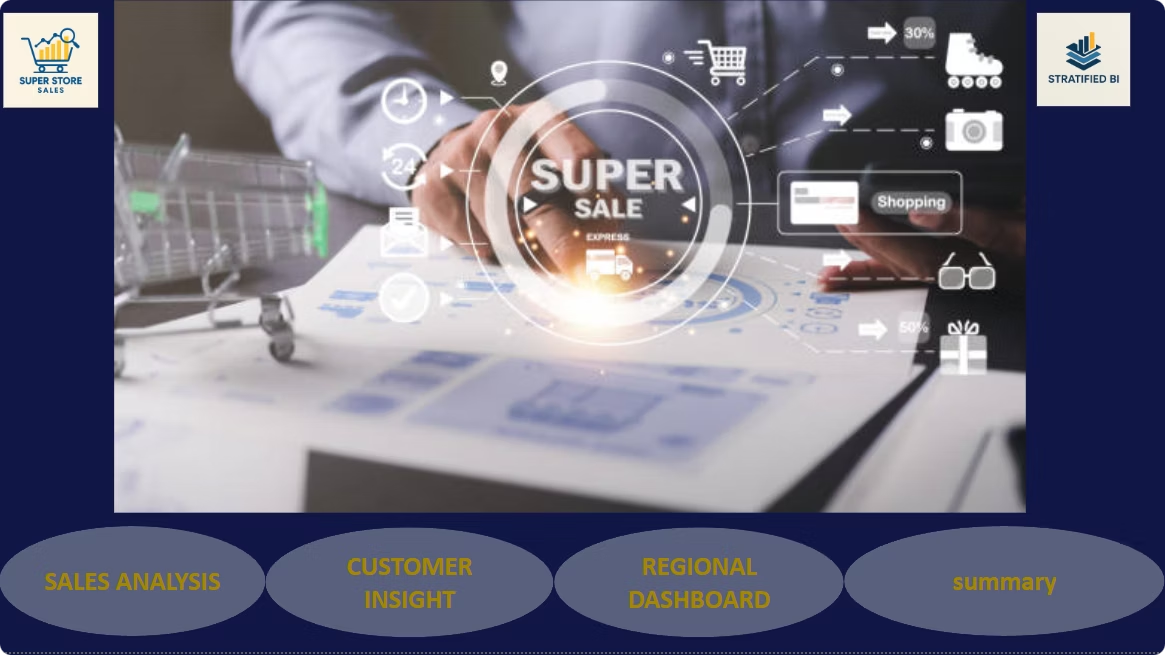 SUPER STORE
SALES
STRATIFIED BI
30%
24
SUPER
SALE
EXPRESS
Shopping
50%
SALES ANALYSIS
CUSTOMER
INSIGHT
REGIONAL
DASHBOARD
summary